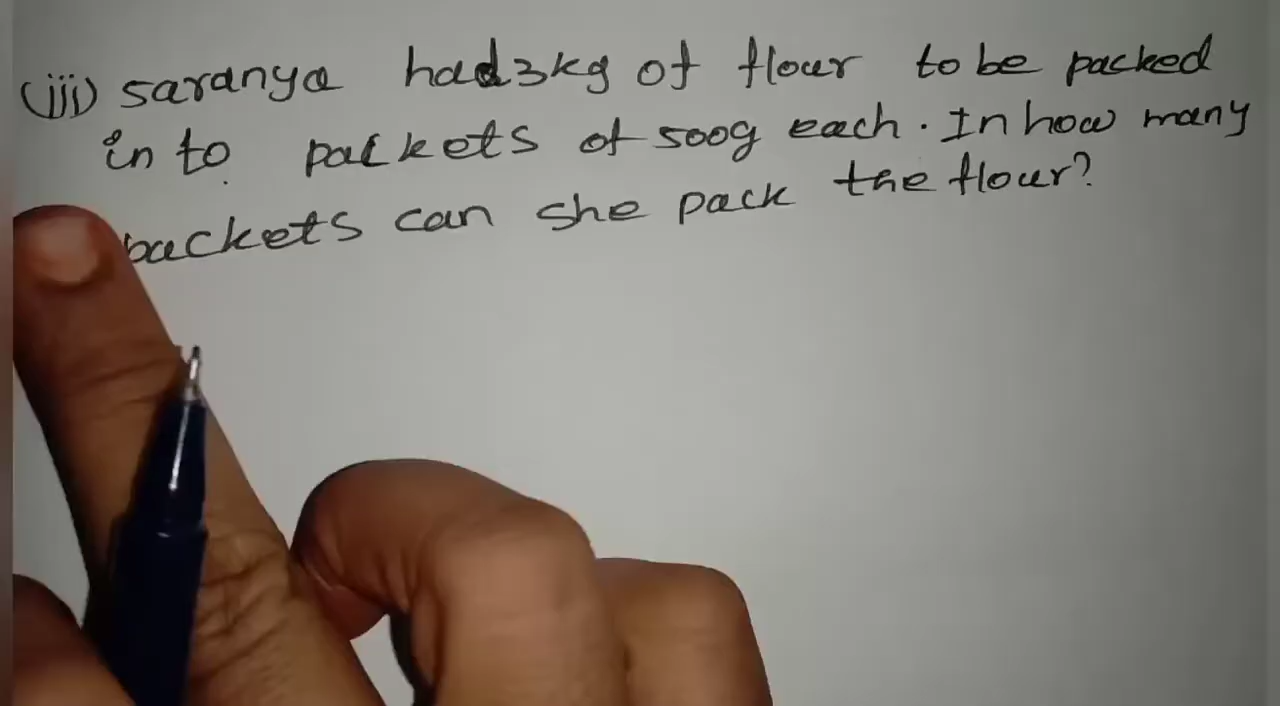 (iii) saranya had 3kg of flour to be packed
in to packets of 500g each. In how many
packets can she pack the flour?